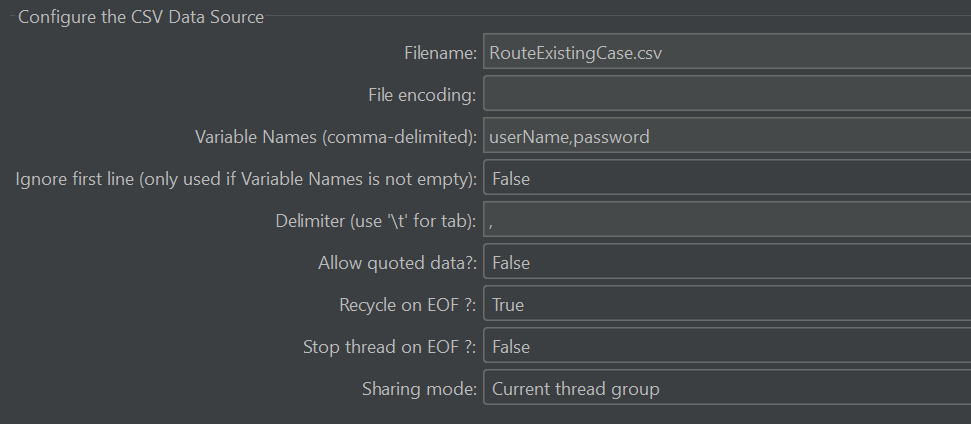 Configure the CSV Data Source
Filename: RouteExistingCase.csv
File encoding:
Variable Names (comma-delimited): userName,password
Ignore first line (only used if Variable Names is not empty): False
Delimiter (use '\t' for tab): ,
Allow quoted data?: False
Recycle on EOF ?: True
Stop thread on EOF ?: False
Sharing mode: Current thread group